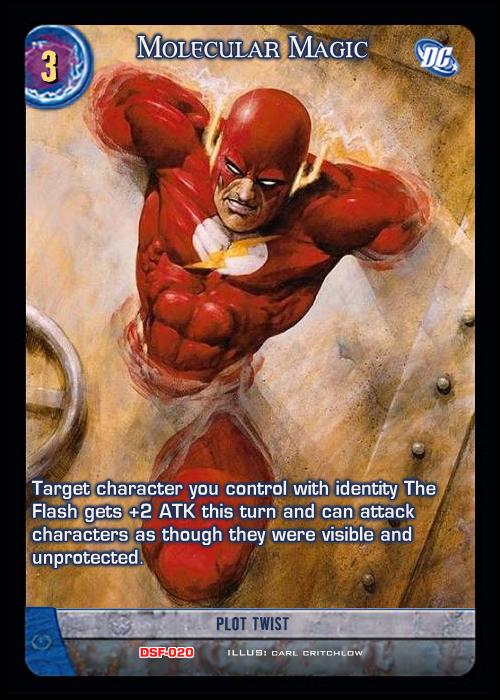 3
Molecular Magic
DC
Target character you control with identity The
Flash gets +2 ATK this turn and can attack
characters as though they were visible and
unprotected.
PLOT TWIST
DSF-020
ILLUS: CARL CRITCHLOW